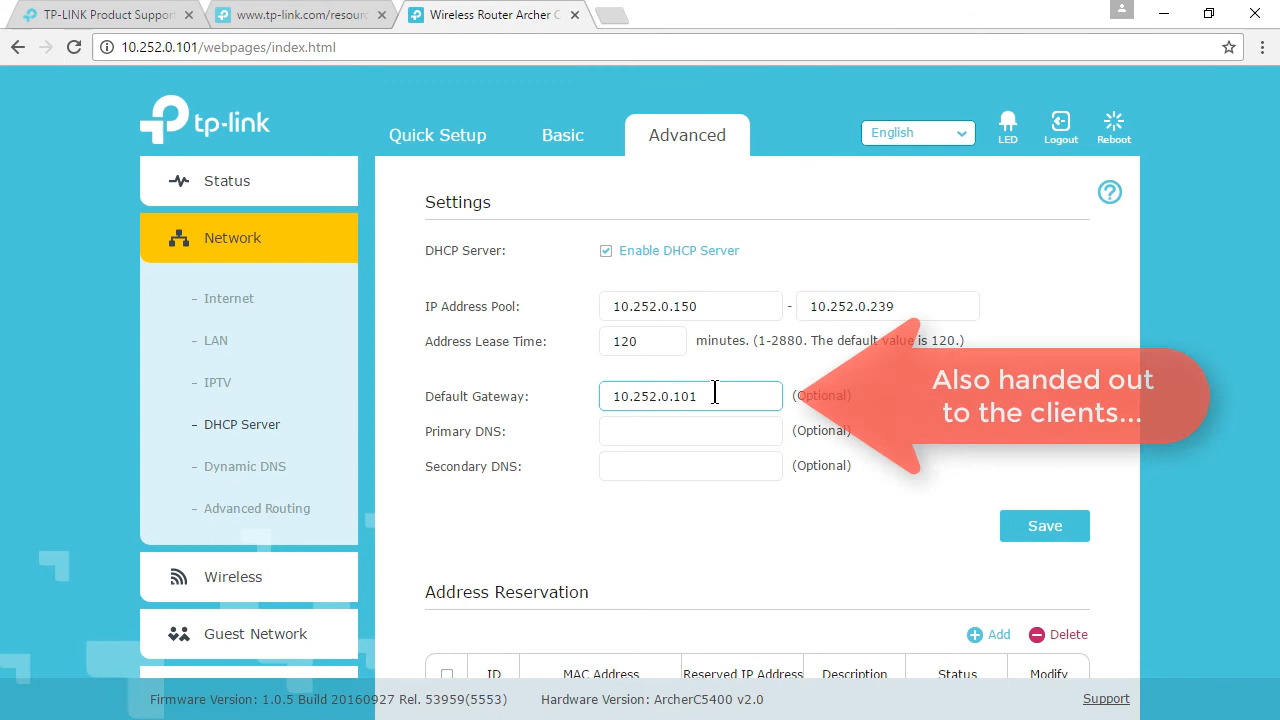 TP-LINK Product Support
www.tp-link.com/resourc
Wireless Router Archer C
10.252.0.101/webpages/index.html
tp-link
Quick Setup
Basic
Advanced
English
LED
Logout
Reboot
Status
Network
- Internet
- LAN
- IPTV
- DHCP Server
- Dynamic DNS
- Advanced Routing
Wireless
Guest Network
Settings
DHCP Server: Enable DHCP Server
IP Address Pool: 10.252.0.150 - 10.252.0.239
Address Lease Time: 120 minutes. (1-2880. The default value is 120.)
Default Gateway: 10.252.0.101 (Optional)
Primary DNS: (Optional)
Secondary DNS: (Optional)
Also handed out
to the clients...
Save
Address Reservation
Add Delete
ID MAC Address Reserved IP Address Description Status Modify
Firmware Version: 1.0.5 Build 20160927 Rel. 53959(5553) Hardware Version: ArcherC5400 v2.0 Support